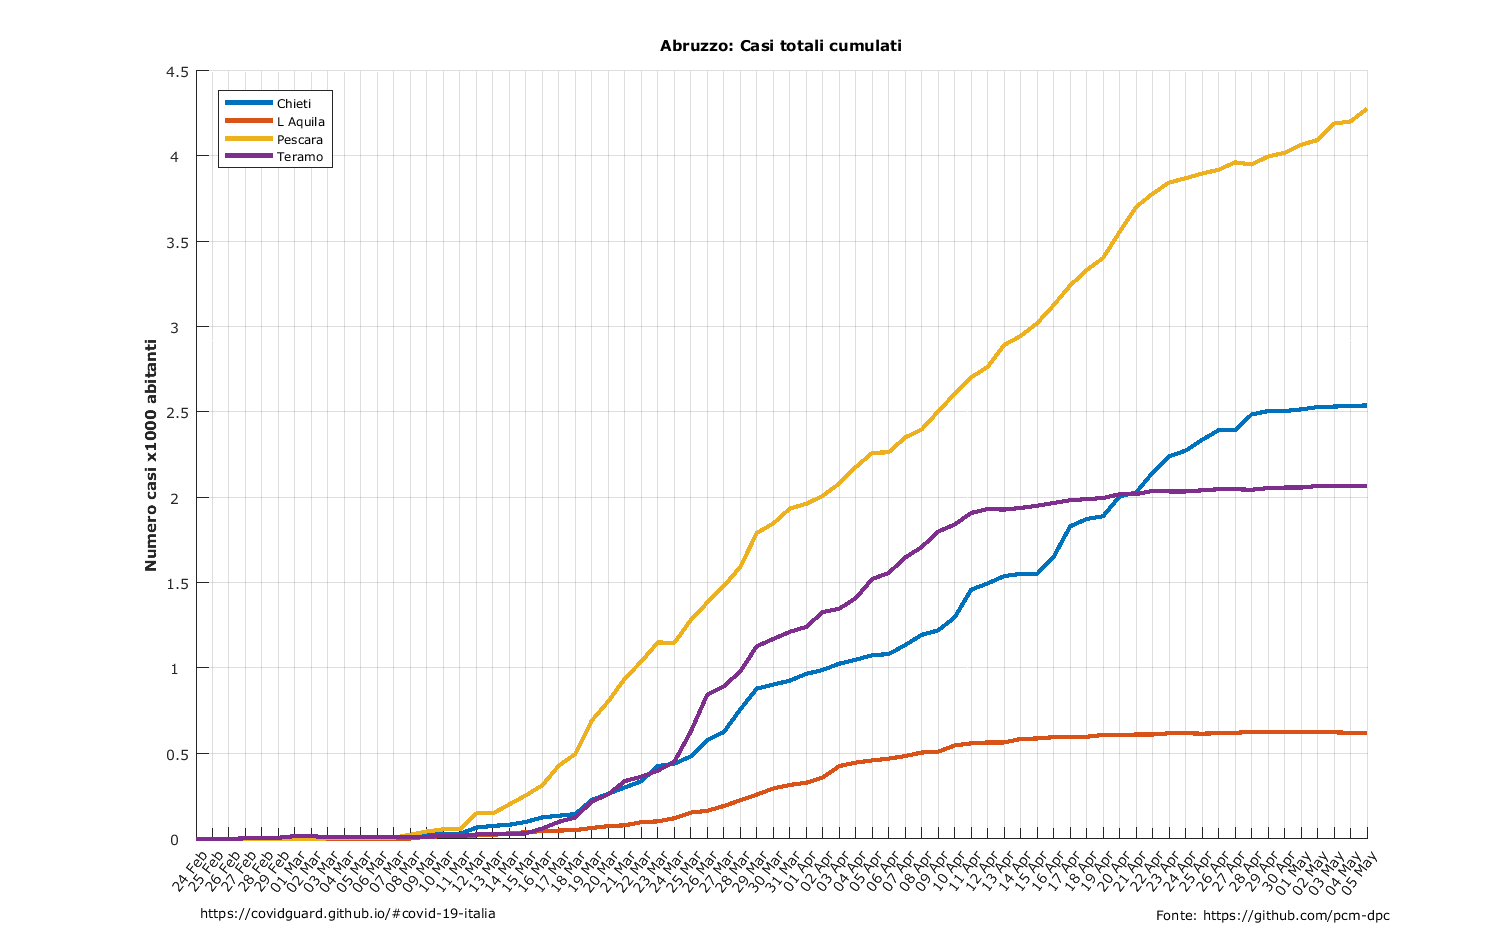 Abruzzo: Casi totali cumulati
4.5
4
3.5
3
2.5
2
1.5
1
0.5
0
Numero casi x1000 abitanti
Chieti
L Aquila
Pescara
Teramo
24 Feb
25 Feb
26 Feb
27 Feb
28 Feb
29 Feb
01 Mar
02 Mar
03 Mar
04 Mar
05 Mar
06 Mar
07 Mar
08 Mar
09 Mar
10 Mar
11 Mar
12 Mar
13 Mar
14 Mar
15 Mar
16 Mar
17 Mar
18 Mar
19 Mar
20 Mar
21 Mar
22 Mar
23 Mar
24 Mar
25 Mar
26 Mar
27 Mar
28 Mar
29 Mar
30 Mar
31 Mar
01 Apr
02 Apr
03 Apr
04 Apr
05 Apr
06 Apr
07 Apr
08 Apr
09 Apr
10 Apr
11 Apr
12 Apr
13 Apr
14 Apr
15 Apr
16 Apr
17 Apr
18 Apr
19 Apr
20 Apr
21 Apr
22 Apr
23 Apr
24 Apr
25 Apr
26 Apr
27 Apr
28 Apr
29 Apr
30 Apr
01 May
02 May
03 May
04 May
05 May
https://covidguard.github.io/#covid-19-italia
Fonte: https://github.com/pcm-dpc